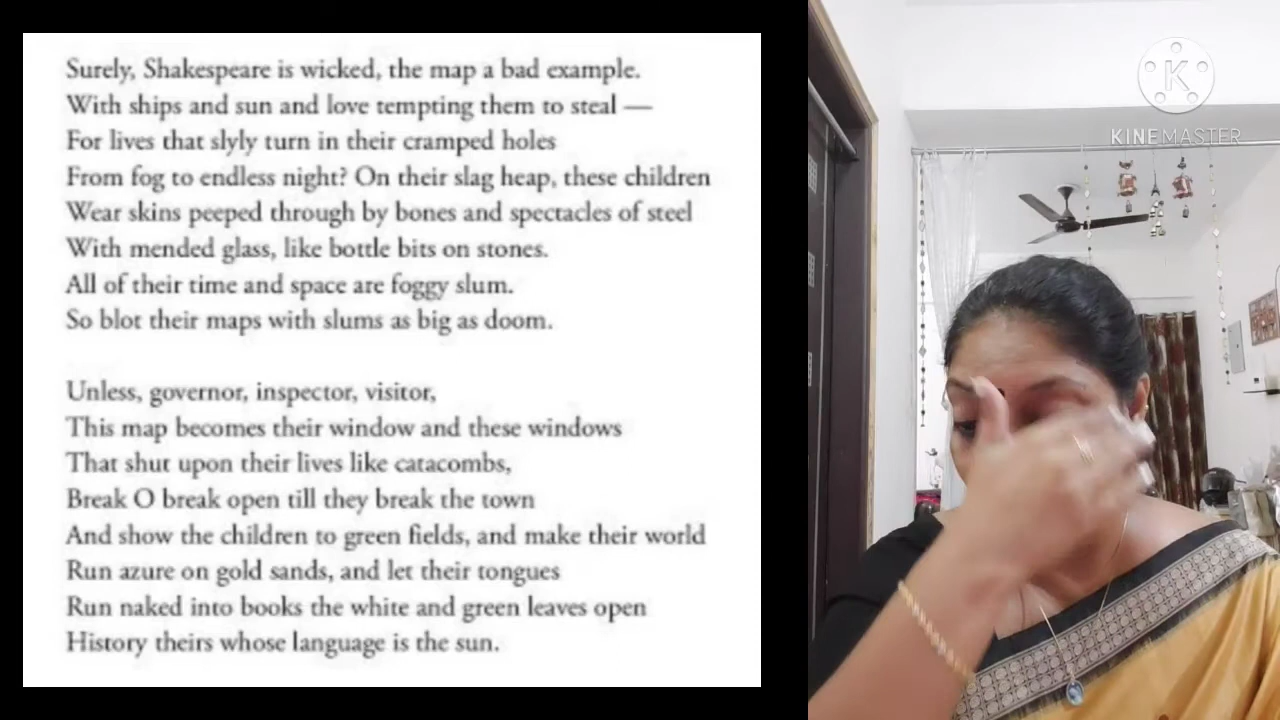 Surely, Shakespeare is wicked, the map a bad example.
With ships and sun and love tempting them to steal —
For lives that slyly turn in their cramped holes
From fog to endless night? On their slag heap, these children
Wear skins peeped through by bones and spectacles of steel
With mended glass, like bottle bits on stones.
All of their time and space are foggy slum.
So blot their maps with slums as big as doom.

Unless, governor, inspector, visitor,
This map becomes their window and these windows
That shut upon their lives like catacombs,
Break O break open till they break the town
And show the children to green fields, and make their world
Run azure on gold sands, and let their tongues
Run naked into books the white and green leaves open
History theirs whose language is the sun.
K
KINEMASTER